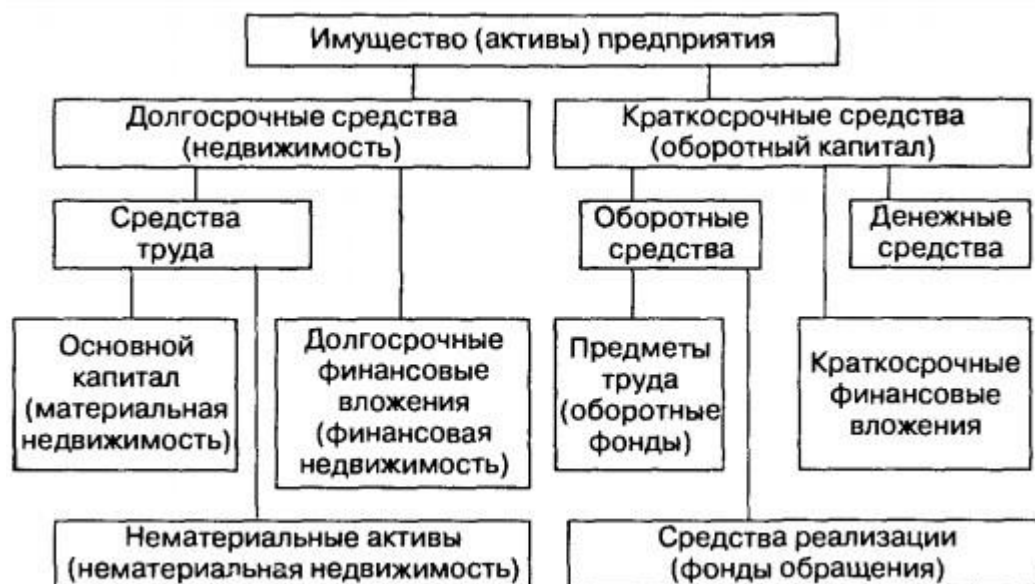 Имущество (активы) предприятия
Долгосрочные средства
(недвижимость)
Краткосрочные средства
(оборотный капитал)
Средства
труда
Оборотные
средства
Денежные
средства
Основной
капитал
(материальная
недвижимость)
Долгосрочные
финансовые
вложения
(финансовая
недвижимость)
Предметы
труда
(оборотные
фонды)
Краткосрочные
финансовые
вложения
Нематериальные активы
(нематериальная недвижимость)
Средства реализации
(фонды обращения)